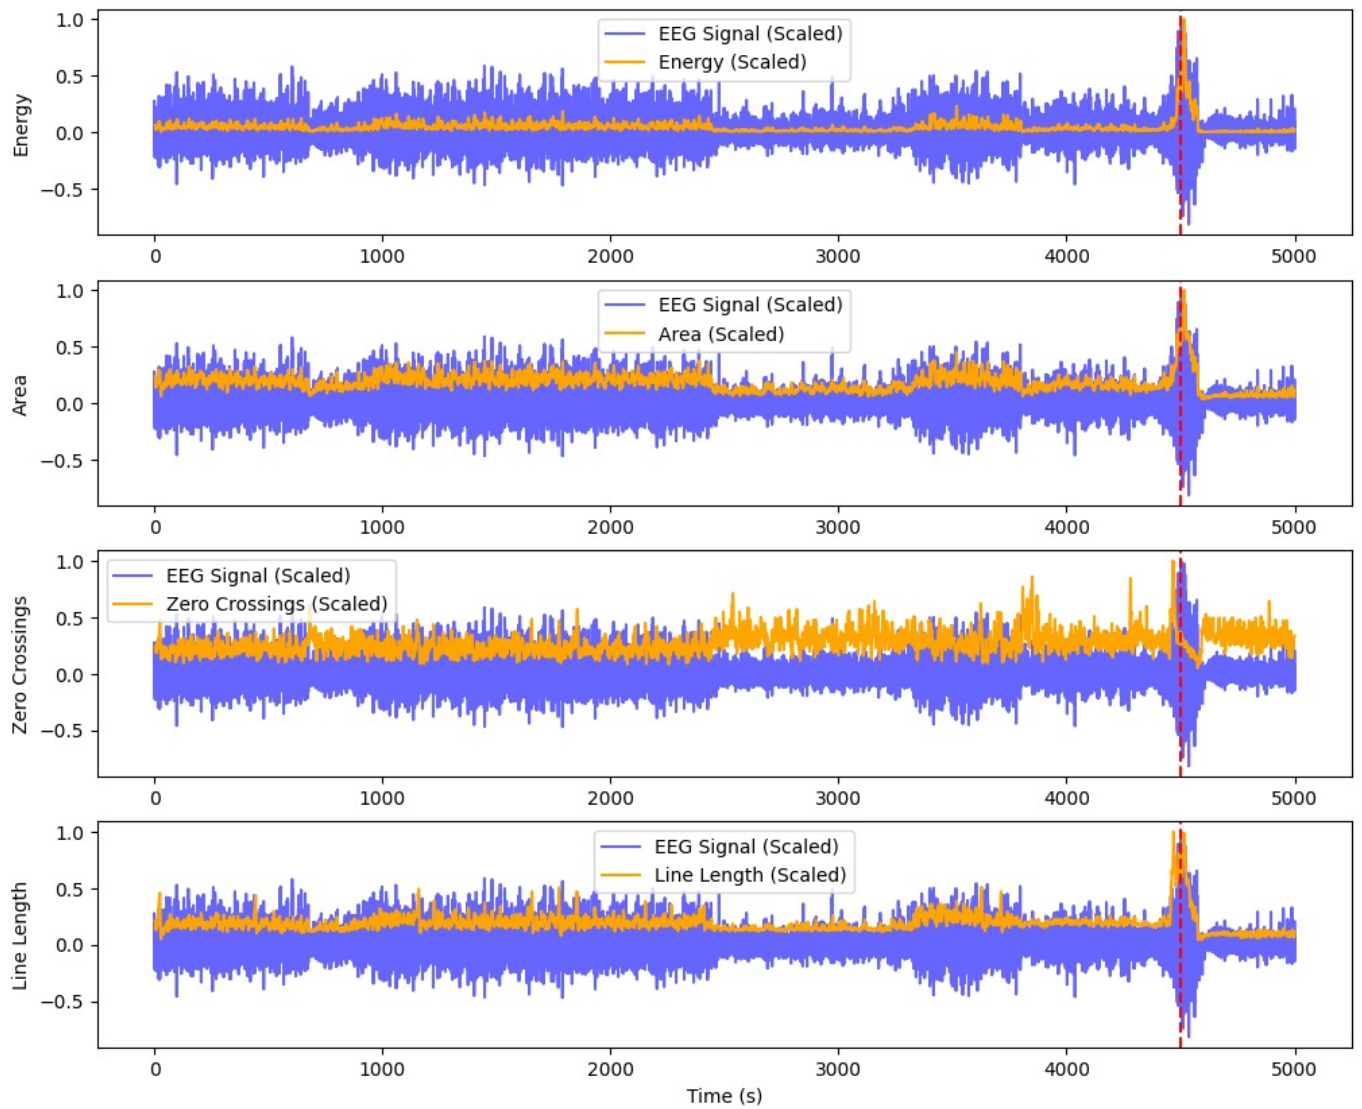 1.0
EEG Signal (Scaled)
Energy (Scaled)
0.5
0.0
−0.5
Energy
0 1000 2000 3000 4000 5000
1.0
EEG Signal (Scaled)
Area (Scaled)
0.5
0.0
−0.5
Area
0 1000 2000 3000 4000 5000
1.0
EEG Signal (Scaled)
Zero Crossings (Scaled)
0.5
0.0
−0.5
Zero Crossings
0 1000 2000 3000 4000 5000
1.0
EEG Signal (Scaled)
Line Length (Scaled)
0.5
0.0
−0.5
Line Length
0 1000 2000 3000 4000 5000
Time (s)